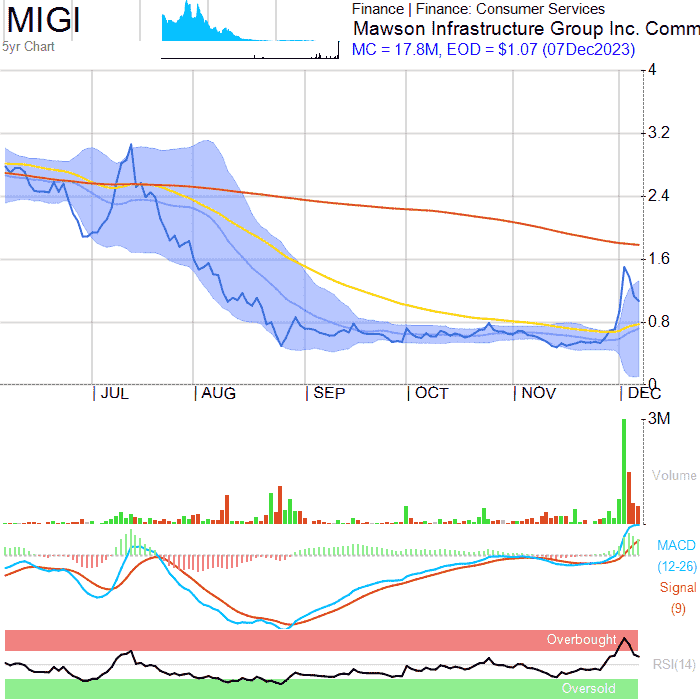 MIGI
5yr Chart
Finance | Finance: Consumer Services
Mawson Infrastructure Group Inc. Comm
MC = 17.8M, EOD = $1.07 (07Dec2023)
4
3.2
2.4
1.6
0.8
0
JUL AUG SEP OCT NOV DEC
3M
Volume
MACD
(12-26)
Signal
(9)
Overbought
RSI(14)
Oversold